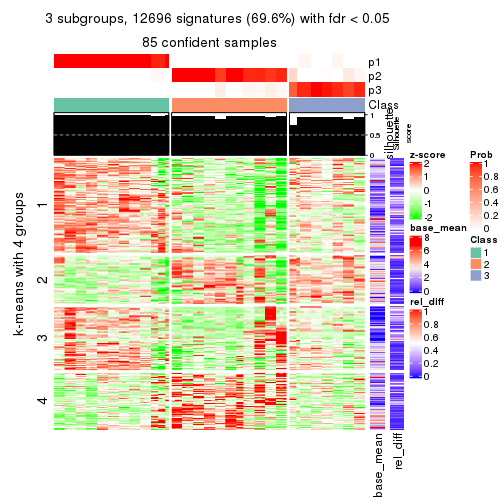 3 subgroups, 12696 signatures (69.6%) with fdr < 0.05
85 confident samples
p1
p2
p3
Class
1
0.5
0
silhouette
Silhouette
score
k-means with 4 groups
1
2
3
4
base_mean
rel_diff
z-score
2
1
0
-1
-2
base_mean
8
6
4
2
0
rel_diff
1
0.8
0.6
0.4
0.2
0
Prob
1
0.8
0.6
0.4
0.2
0
Class
1
2
3